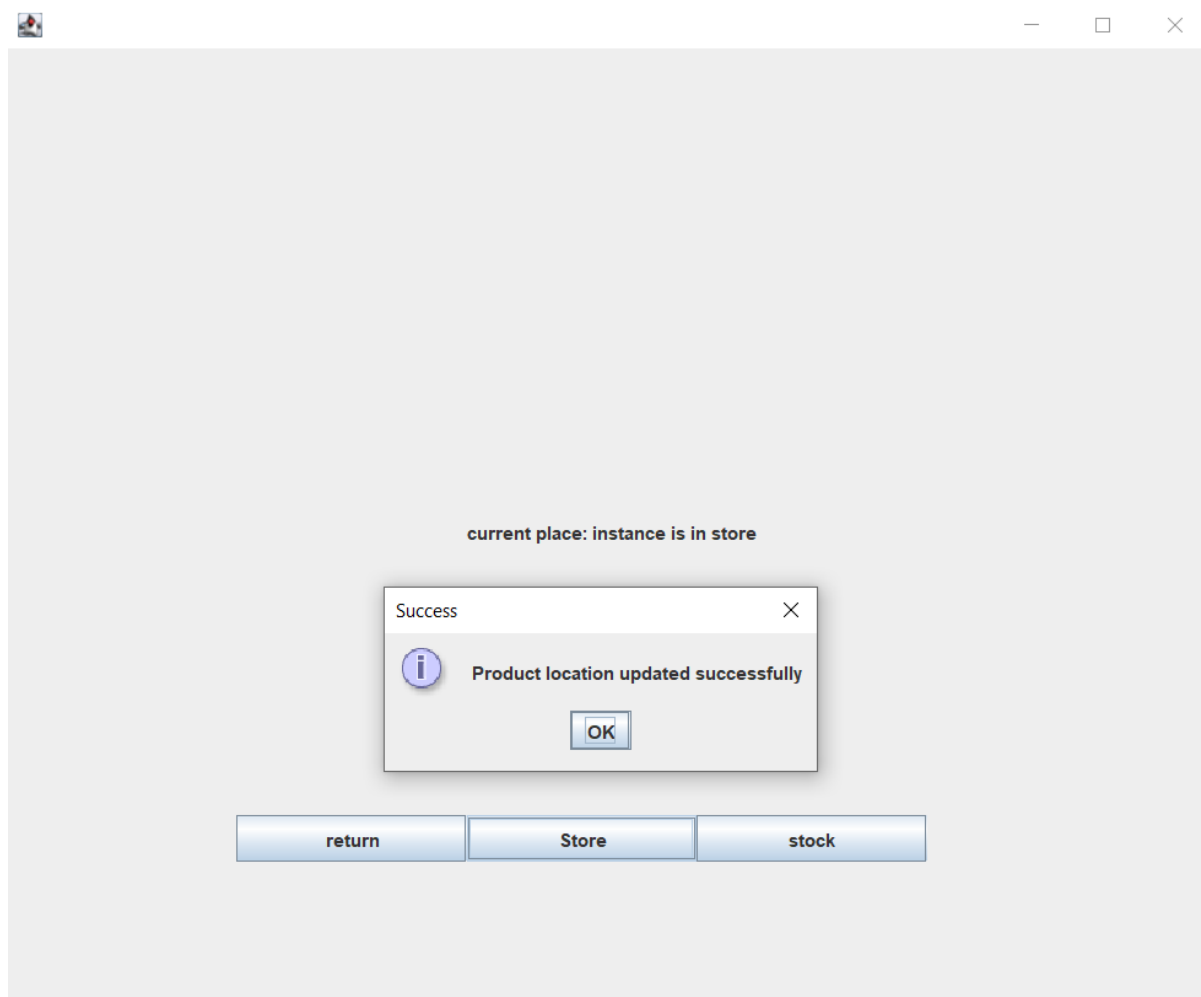 current place: instance is in store
Success
Product location updated successfully
OK
return Store stock